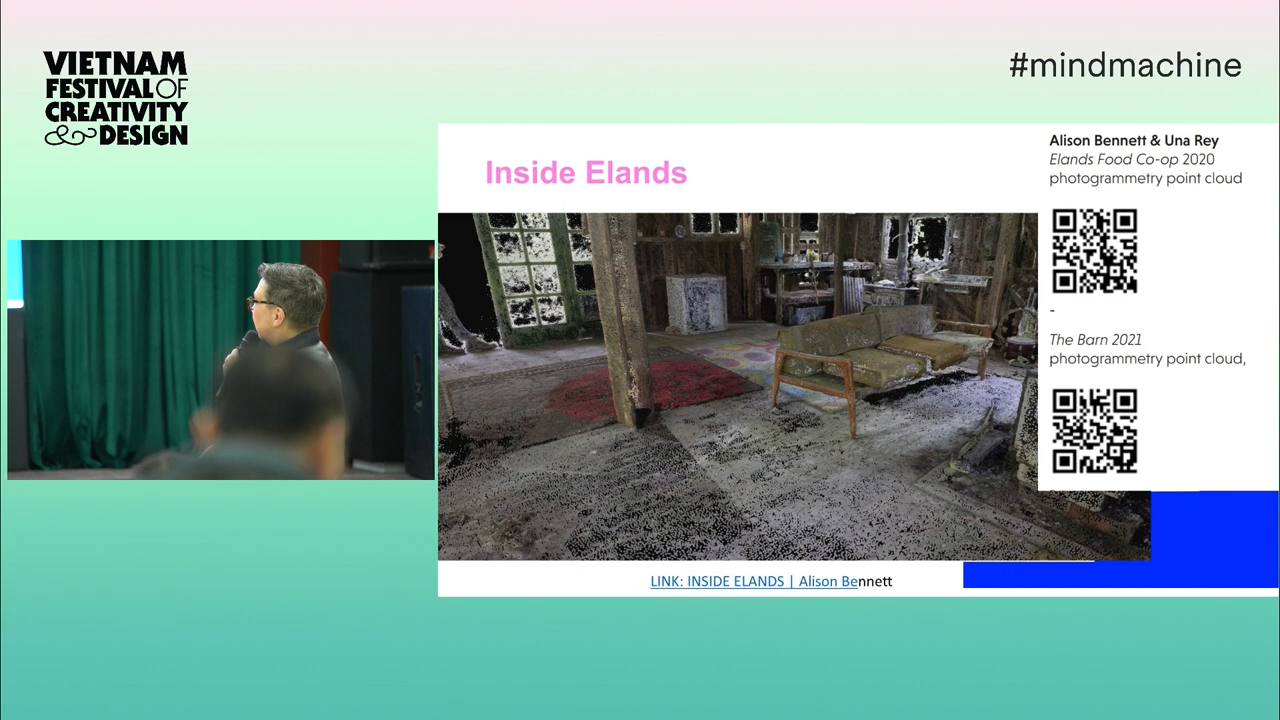 VIETNAM
FESTIVAL OF
CREATIVITY
& DESIGN
#mindmachine
Inside Elands
Alison Bennett & Una Rey
Elands Food Co-op 2020
photogrammetry point cloud
-
The Barn 2021
photogrammetry point cloud,
LINK: INSIDE ELANDS | Alison Bennett